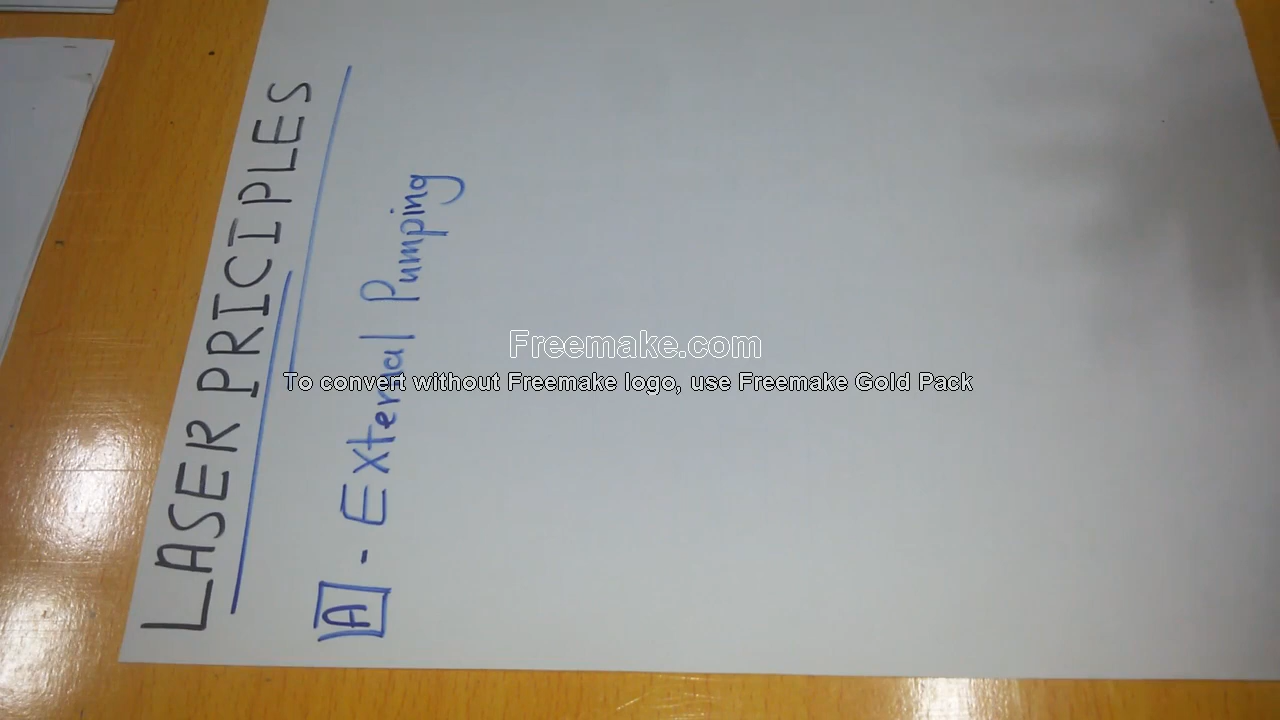 LASER PRICIPLES
A - External Pumping
Freemake.com
To convert without Freemake logo, use Freemake Gold Pack